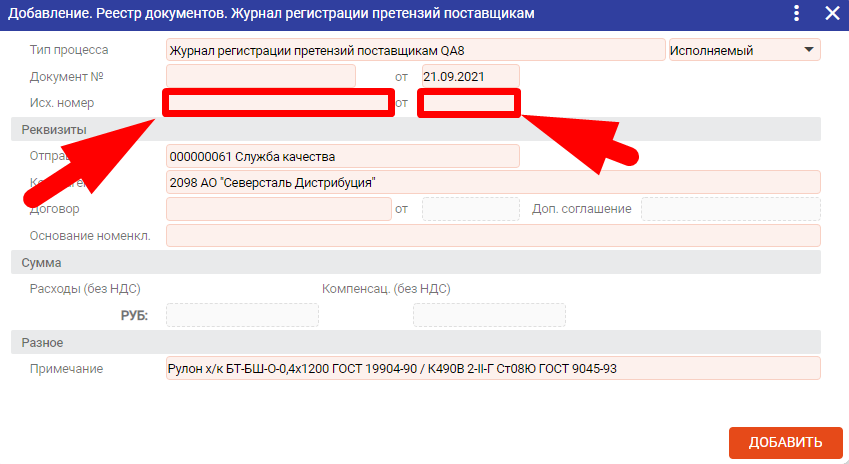 Добавление. Реестр документов. Журнал регистрации претензий поставщикам
Тип процесса Журнал регистрации претензий поставщикам QA8 Исполняемый
Документ № от 21.09.2021
Исх. номер от
Реквизиты
000000061 Служба качества
2098 АО "Северсталь Дистрибуция"
Договор от Доп. соглашение
Основание номенкл.
Сумма
Расходы (без НДС) Компенсац. (без НДС)
РУБ:
Разное
Примечание Рулон х/к БТ-БШ-О-0,4х1200 ГОСТ 19904-90 / К490В 2-II-Г Ст08Ю ГОСТ 9045-93
ДОБАВИТЬ